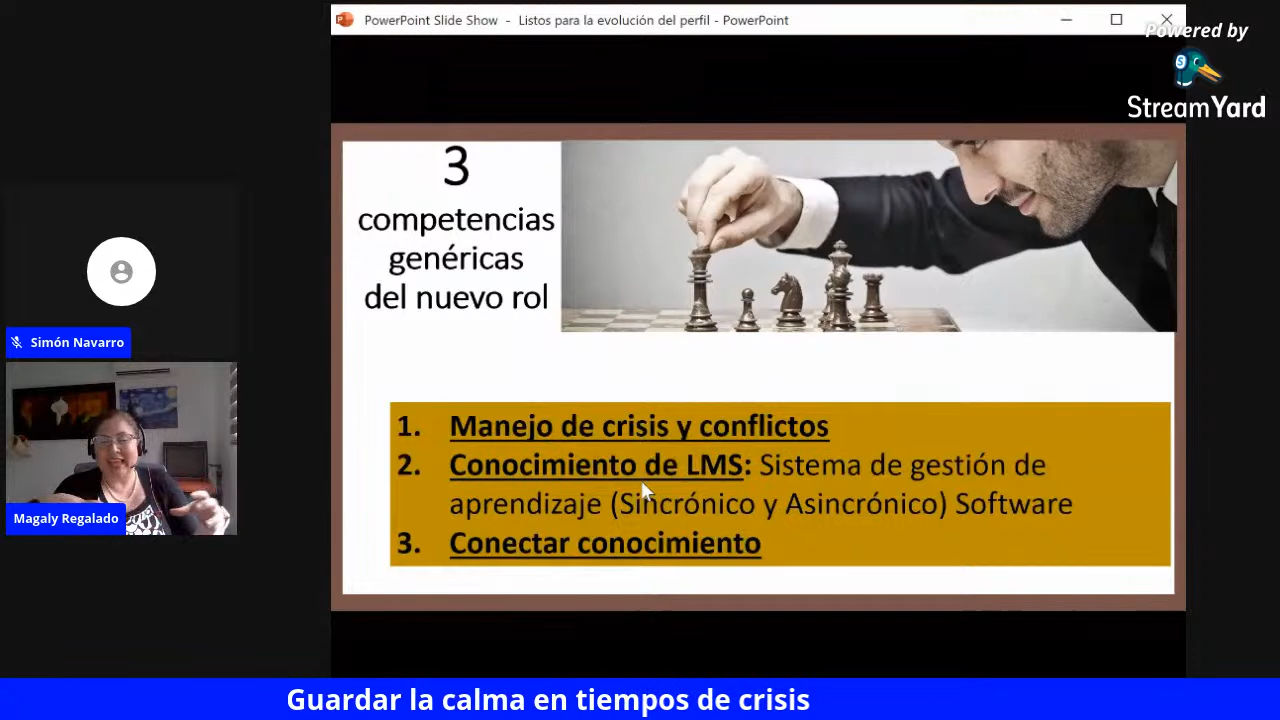 PowerPoint Slide Show - Listos para la evolución del perfil - PowerPoint
Powered by
StreamYard
3
competencias
genéricas
del nuevo rol
1. Manejo de crisis y conflictos
2. Conocimiento de LMS: Sistema de gestión de
aprendizaje (Sincrónico y Asincrónico) Software
3. Conectar conocimiento
Simón Navarro
Magaly Regalado
Guardar la calma en tiempos de crisis